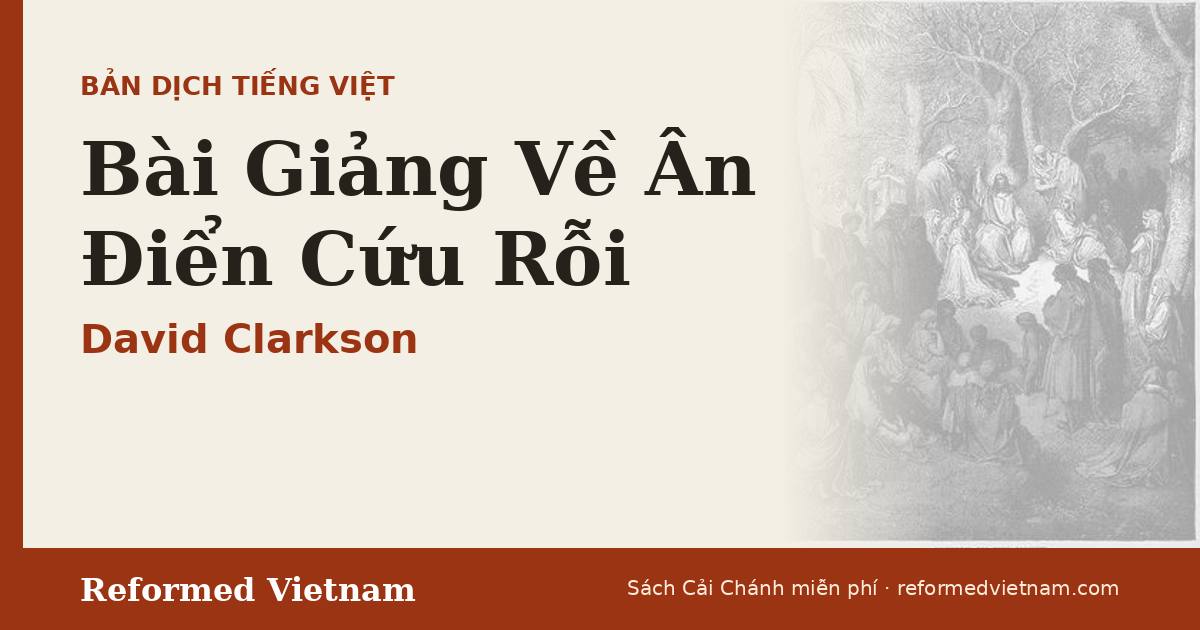 BẢN DỊCH TIẾNG VIỆT
Bài Giảng Về Ân
Điển Cứu Rỗi
David Clarkson
Reformed Vietnam
Sách Cải Chánh miễn phí · reformedvietnam.com